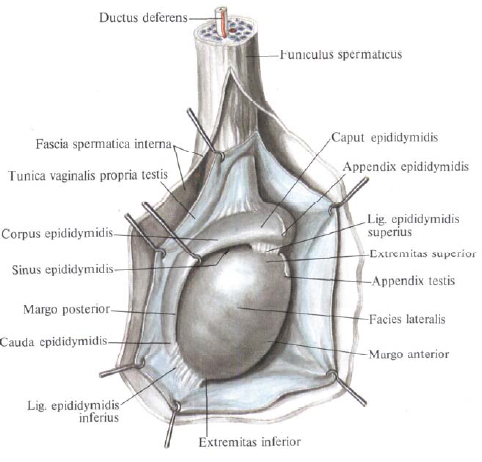 Ductus deferens
Funiculus spermaticus
Fascia spermatica interna
Tunica vaginalis propria testis
Corpus epididymidis
Sinus epididymidis
Margo posterior
Cauda epididymidis
Lig. epididymidis
inferius
Caput epididymidis
Appendix epididymidis
Lig. epididymidis
superius
Extremitas superior
Appendix testis
Facies lateralis
Margo anterior
Extremitas inferior